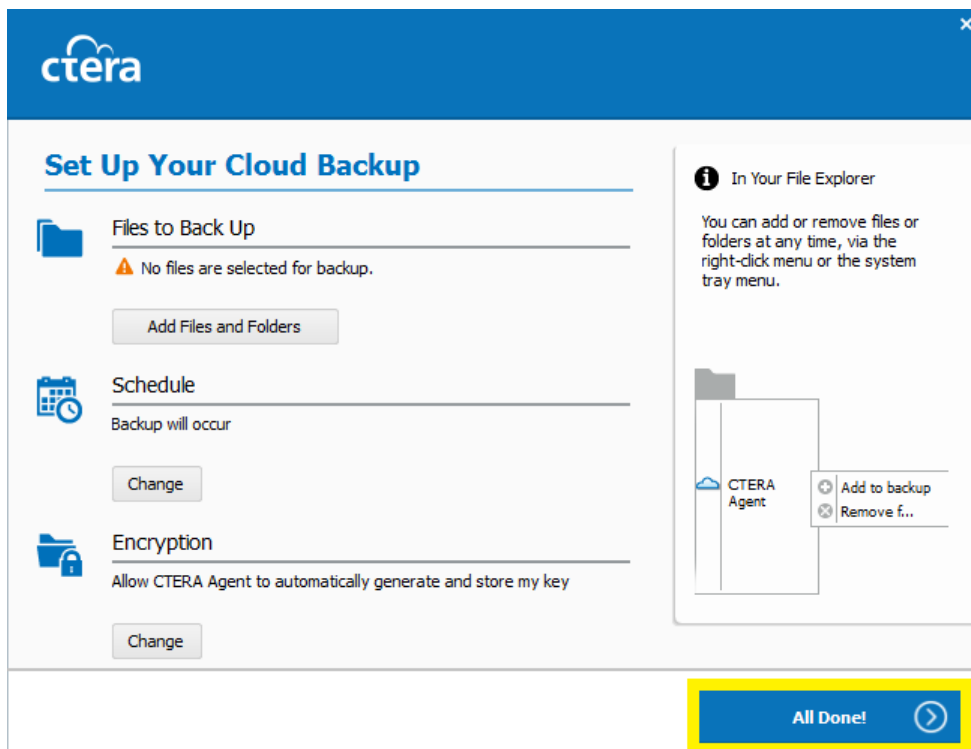 ctera
Set Up Your Cloud Backup
Files to Back Up
No files are selected for backup.
Add Files and Folders
Schedule
Backup will occur
Change
Encryption
Allow CTERA Agent to automatically generate and store my key
Change
In Your File Explorer
You can add or remove files or
folders at any time, via the
right-click menu or the system
tray menu.
CTERA
Agent
Add to backup
Remove f...
All Done!